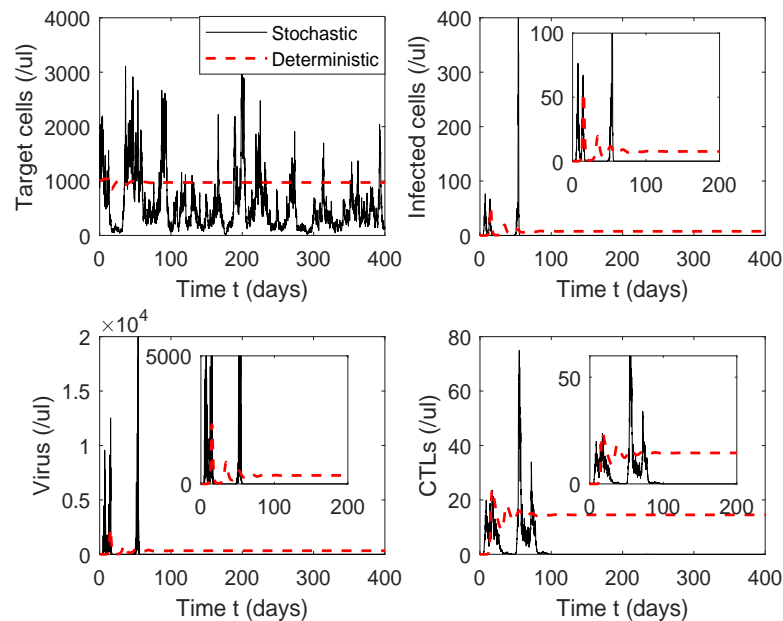 Stochastic
Deterministic
Target cells (/ul)
4000
3000
2000
1000
0
0 100 200 300 400
Time t (days)
Infected cells (/ul)
400
300
200
100
0
0 100 200 300 400
Time t (days)
100
50
0
0 100 200
Virus (/ul)
×10⁴
2
1.5
1
0.5
0
0 100 200 300 400
Time t (days)
5000
0
0 100 200
CTLs (/ul)
80
60
40
20
0
0 100 200 300 400
Time t (days)
50
0
0 100 200